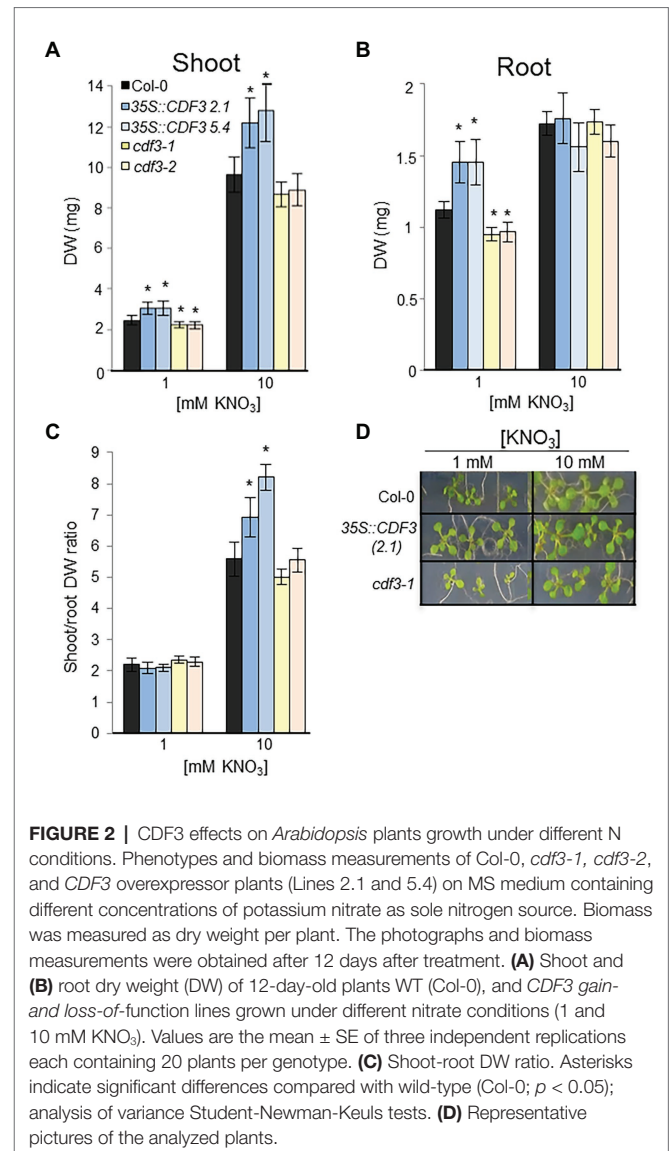 A
Shoot
14
12
10
8
6
4
2
0
DW (mg)
Col-0
35S::CDF3 2.1
35S::CDF3 5.4
cdf3-1
cdf3-2
* *
* * * *
1
10
[mM KNO₃]
B
Root
2
1.5
1
0.5
0
DW (mg)
* *
* *
1
10
[mM KNO₃]
C
9
8
7
6
5
4
3
2
1
0
Shoot/root DW ratio
* *
1
10
[mM KNO₃]
D
[KNO₃]
1 mM
10 mM
Col-0
35S::CDF3
(2.1)
cdf3-1
FIGURE 2 | CDF3 effects on Arabidopsis plants growth under different N
conditions. Phenotypes and biomass measurements of Col-0, cdf3-1, cdf3-2,
and CDF3 overexpressor plants (Lines 2.1 and 5.4) on MS medium containing
different concentrations of potassium nitrate as sole nitrogen source. Biomass
was measured as dry weight per plant. The photographs and biomass
measurements were obtained after 12 days after treatment. (A) Shoot and
(B) root dry weight (DW) of 12-day-old plants WT (Col-0), and CDF3 gain-
and loss-of-function lines grown under different nitrate conditions (1 and
10 mM KNO₃). Values are the mean ± SE of three independent replications
each containing 20 plants per genotype. (C) Shoot-root DW ratio. Asterisks
indicate significant differences compared with wild-type (Col-0; p < 0.05);
analysis of variance Student-Newman-Keuls tests. (D) Representative
pictures of the analyzed plants.